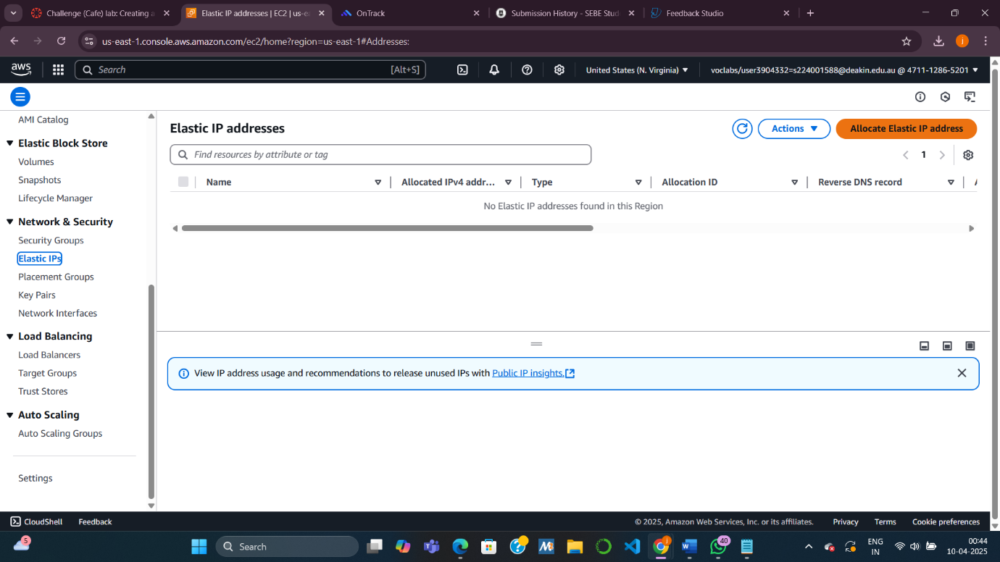 Challenge (Cafe) lab: Creating a
Elastic IP addresses | EC2 | us-ea
OnTrack
Submission History - SEBE Stud
Feedback Studio
us-east-1.console.aws.amazon.com/ec2/home?region=us-east-1#Addresses:
j
aws
Search
[Alt+S]
United States (N. Virginia)
voclabs/user3904332=s224001588@deakin.edu.au @ 4711-1286-5201
AMI Catalog
Elastic Block Store
Volumes
Snapshots
Lifecycle Manager
Network & Security
Security Groups
Elastic IPs
Placement Groups
Key Pairs
Network Interfaces
Load Balancing
Load Balancers
Target Groups
Trust Stores
Auto Scaling
Auto Scaling Groups
Settings
Elastic IP addresses
Actions
Allocate Elastic IP address
Find resources by attribute or tag
1
Name
Allocated IPv4 addr...
Type
Allocation ID
Reverse DNS record
No Elastic IP addresses found in this Region
View IP address usage and recommendations to release unused IPs with Public IP insights.
CloudShell
Feedback
© 2025, Amazon Web Services, Inc. or its affiliates.
Privacy
Terms
Cookie preferences
5
Search
j
40
ENG
IN
00:44
10-04-2025